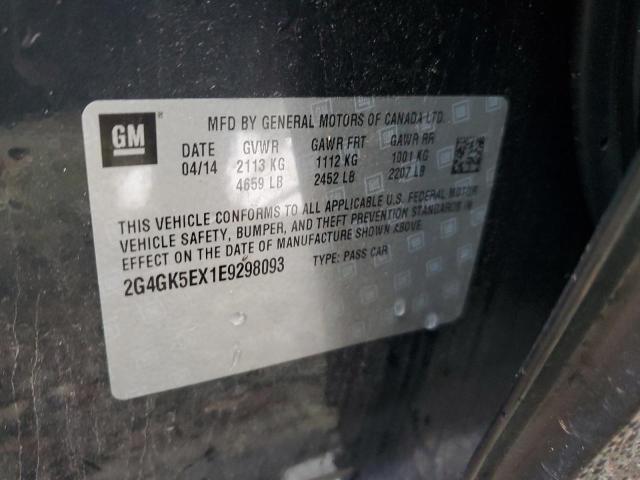 GM
MFD BY GENERAL MOTORS OF CANADA LTD.
DATE GVWR GAWR FRT GAWR RR
04/14 2113 KG 1112 KG 1001 KG
4659 LB 2452 LB 2207 LB
THIS VEHICLE CONFORMS TO ALL APPLICABLE U.S. FEDERAL MOTOR
VEHICLE SAFETY, BUMPER, AND THEFT PREVENTION STANDARDS IN
EFFECT ON THE DATE OF MANUFACTURE SHOWN ABOVE.
2G4GK5EX1E9298093 TYPE: PASS CAR